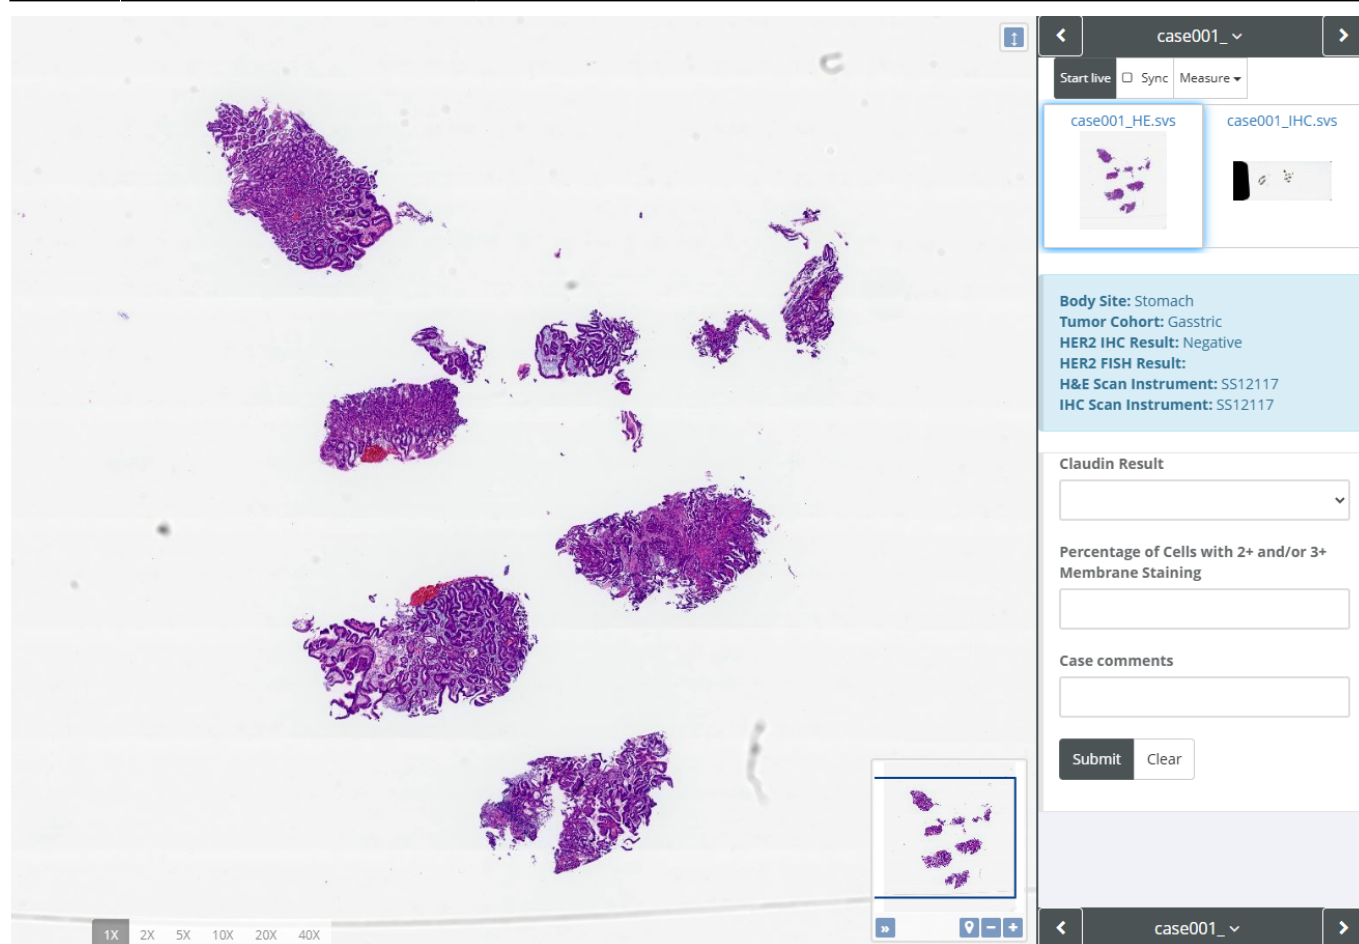 case001_
Start live Sync Measure
case001_HE.svs case001_IHC.svs
Body Site: Stomach
Tumor Cohort: Gasstric
HER2 IHC Result: Negative
HER2 FISH Result:
H&E Scan Instrument: SS12117
IHC Scan Instrument: SS12117
Claudin Result
Percentage of Cells with 2+ and/or 3+
Membrane Staining
Case comments
Submit Clear
1X 2X 5X 10X 20X 40X
case001_